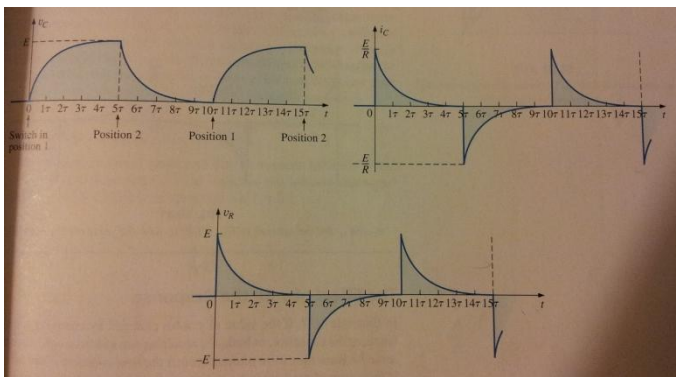 vC
E
0 1τ 2τ 3τ 4τ 5τ 6τ 7τ 8τ 9τ 10τ 11τ 12τ 13τ 14τ 15τ t
Switch in position 1
Position 2
Position 1
Position 2
iC
E/R
0 1τ 2τ 3τ 4τ 5τ 6τ 7τ 8τ 9τ 10τ 11τ 12τ 13τ 14τ 15τ t
-E/R
vR
E
0 1τ 2τ 3τ 4τ 5τ 6τ 7τ 8τ 9τ 10τ 11τ 12τ 13τ 14τ 15τ t
-E